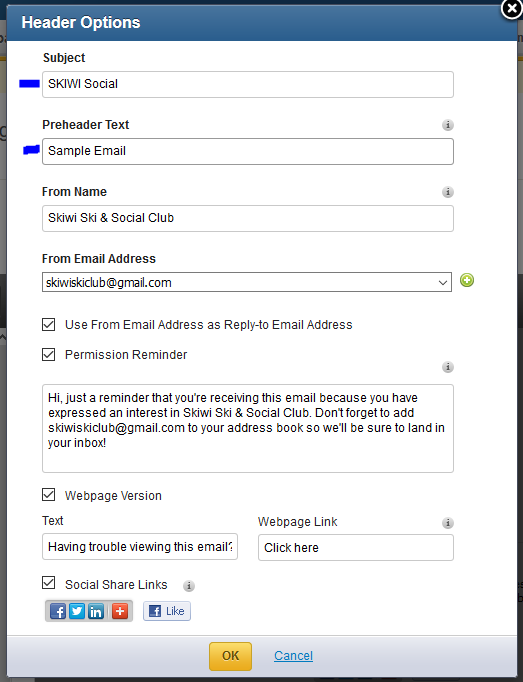 Header Options
Subject
SKIWI Social
Preheader Text
Sample Email
From Name
Skiwi Ski & Social Club
From Email Address
skiwiskiclub@gmail.com
Use From Email Address as Reply-to Email Address
Permission Reminder
Hi, just a reminder that you're receiving this email because you have
expressed an interest in Skiwi Ski & Social Club. Don't forget to add
skiwiskiclub@gmail.com to your address book so we'll be sure to land in
your inbox!
Webpage Version
Text
Webpage Link
Having trouble viewing this email?
Click here
Social Share Links
Like
OK
Cancel